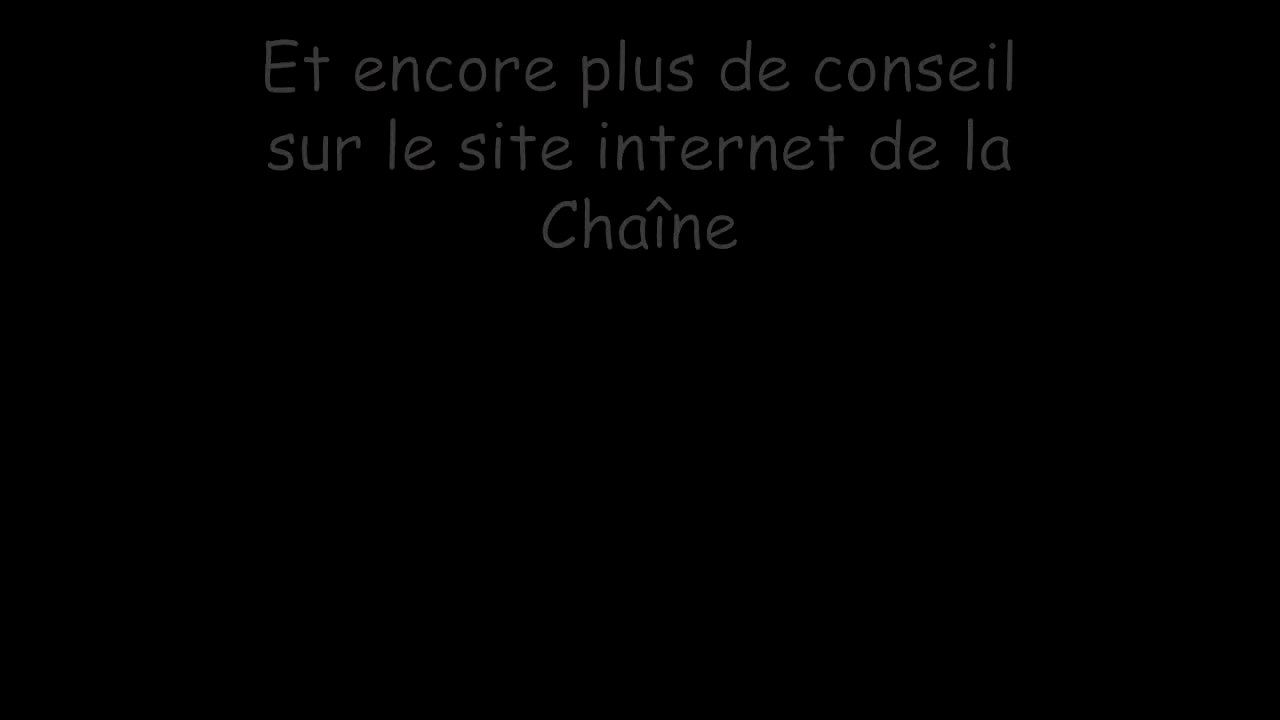 Et encore plus de conseil
sur le site internet de la
Chaîne